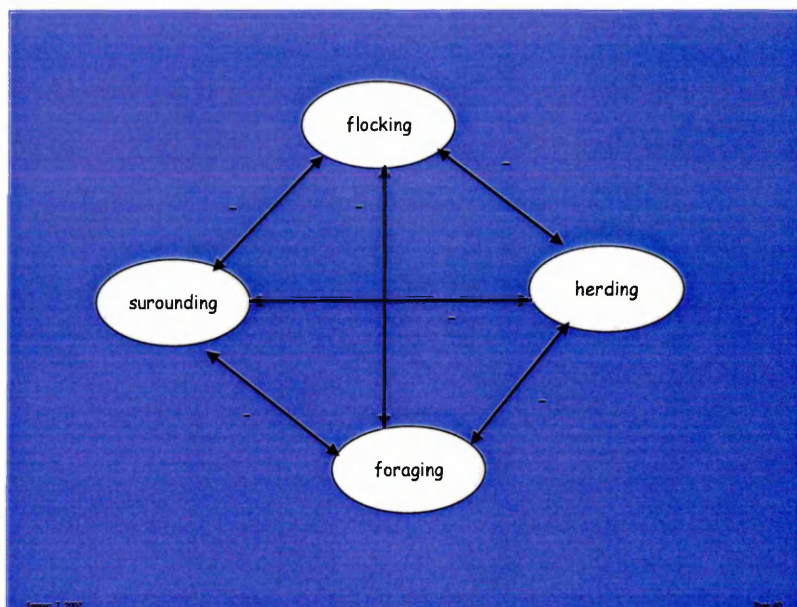 flocking
–
–
–
surounding
herding
–
–
–
foraging